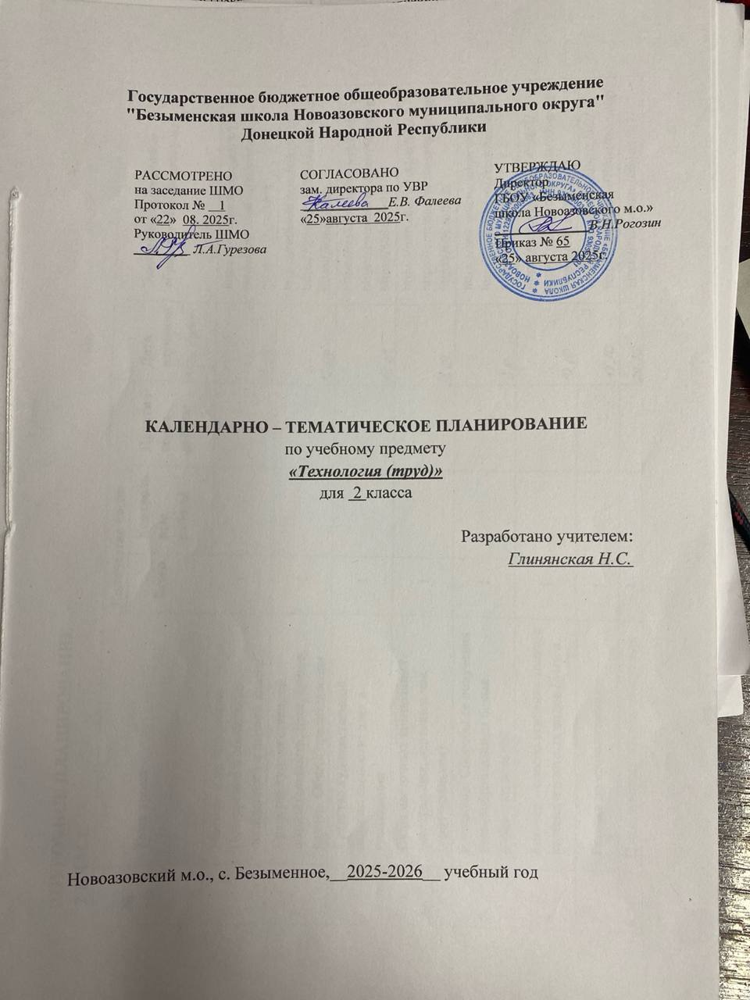 Государственное бюджетное общеобразовательное учреждение
"Безыменская школа Новоазовского муниципального округа"
Донецкой Народной Республики
РАССМОТРЕНО
на заседание ШМО
Протокол № 1
от «22» 08. 2025г.
Руководитель ШМО
Л.А.Гурезова
СОГЛАСОВАНО
зам. директора по УВР
Фалеева Е.В. Фалеева
«25»августа 2025г.
УТВЕРЖДАЮ
Директор
ГБОУ «Безыменская
школа Новоазовского м.о.»
В.Н.Рогозин
Приказ № 65
«25» августа 2025г.
КАЛЕНДАРНО – ТЕМАТИЧЕСКОЕ ПЛАНИРОВАНИЕ
по учебному предмету
«Технология (труд)»
для 2 класса
Разработано учителем:
Глинянская Н.С.
Новоазовский м.о., с. Безыменное, 2025-2026 учебный год